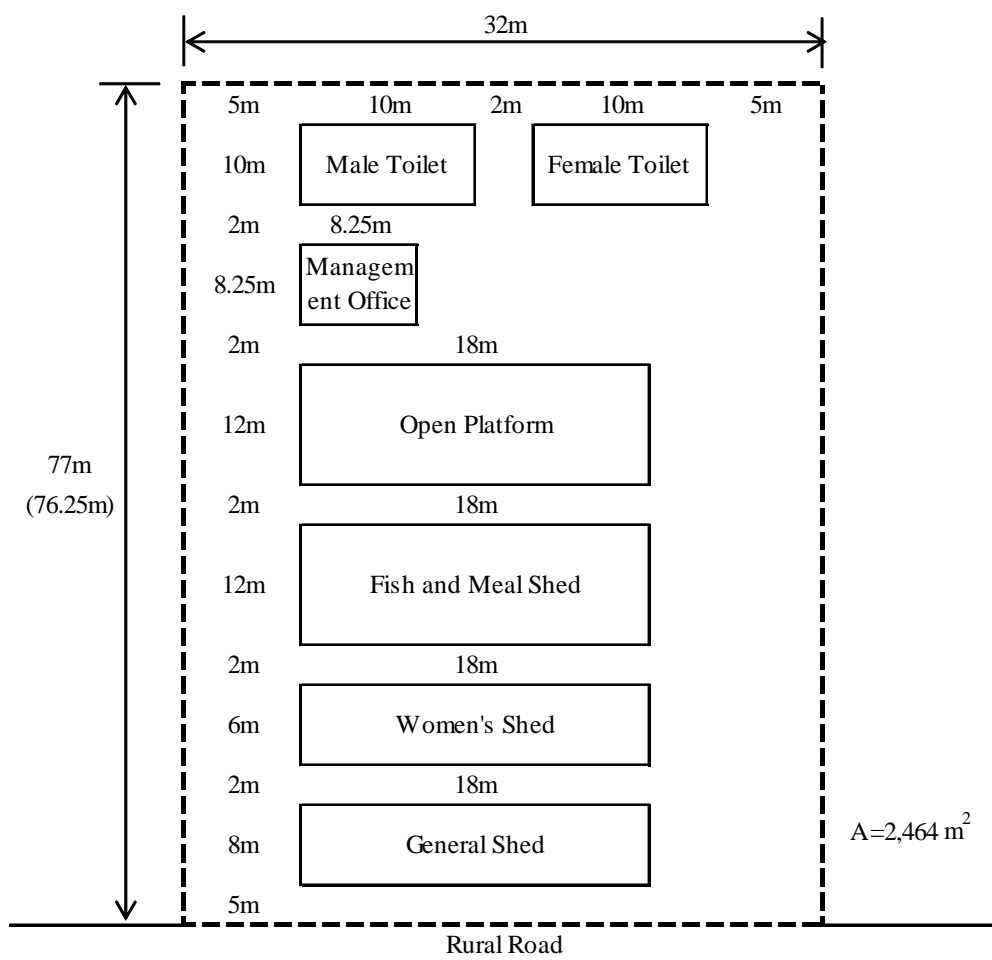 32m
5m 10m 2m 10m 5m
10m Male Toilet Female Toilet
2m 8.25m
8.25m Managem
ent Office
2m 18m
12m Open Platform
77m
(76.25m) 2m 18m
12m Fish and Meal Shed
2m 18m
6m Women's Shed
2m 18m
8m General Shed A=2,464 m²
5m
Rural Road